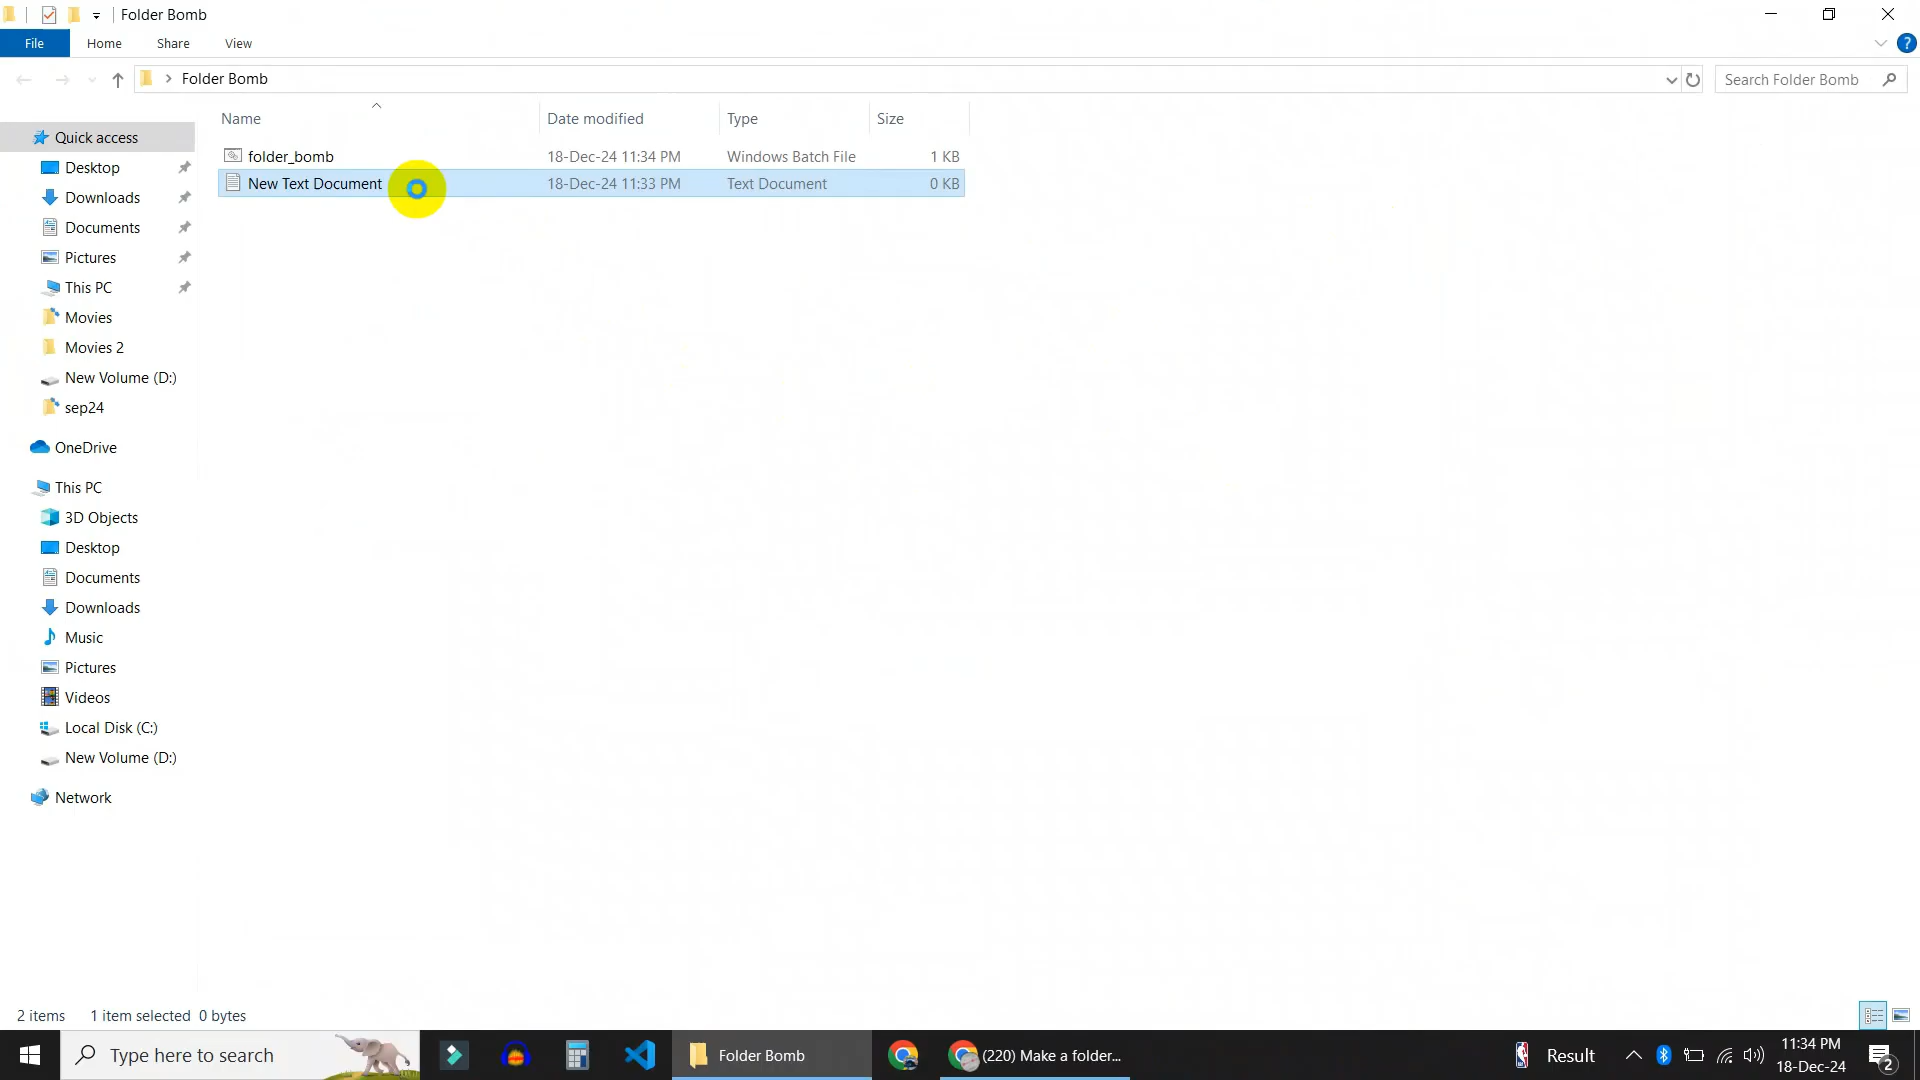 Folder Bomb
File Home Share View ?
Folder Bomb Search Folder Bomb
Name Date modified Type Size
folder_bomb 18-Dec-24 11:34 PM Windows Batch File 1 KB
New Text Document 18-Dec-24 11:33 PM Text Document 0 KB
Quick access
Desktop
Downloads
Documents
Pictures
This PC
Movies
Movies 2
New Volume (D:)
sep24
OneDrive
This PC
3D Objects
Desktop
Documents
Downloads
Music
Pictures
Videos
Local Disk (C:)
New Volume (D:)
Network
2 items 1 item selected 0 bytes
Type here to search Folder Bomb (220) Make a folder... Result 11:34 PM
18-Dec-24 2